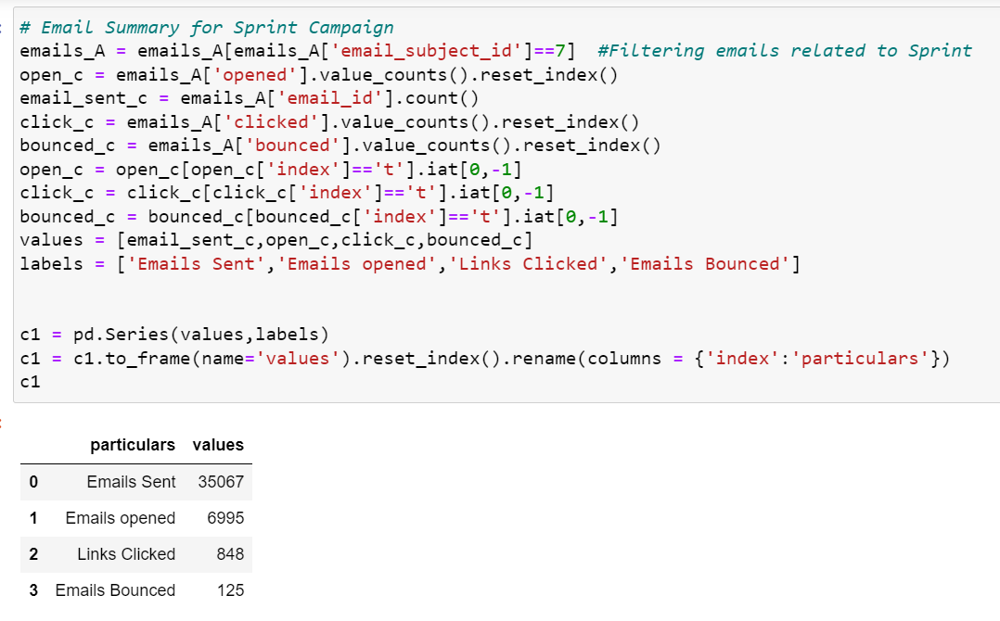 # Email Summary for Sprint Campaign
emails_A = emails_A[emails_A['email_subject_id']==7]  #Filtering emails related to Sprint
open_c = emails_A['opened'].value_counts().reset_index()
email_sent_c = emails_A['email_id'].count()
click_c = emails_A['clicked'].value_counts().reset_index()
bounced_c = emails_A['bounced'].value_counts().reset_index()
open_c = open_c[open_c['index']=='t'].iat[0,-1]
click_c = click_c[click_c['index']=='t'].iat[0,-1]
bounced_c = bounced_c[bounced_c['index']=='t'].iat[0,-1]
values = [email_sent_c,open_c,click_c,bounced_c]
labels = ['Emails Sent','Emails opened','Links Clicked','Emails Bounced']
c1 = pd.Series(values,labels)
c1 = c1.to_frame(name='values').reset_index().rename(columns = {'index':'particulars'})
c1
particulars values
0 Emails Sent 35067
1 Emails opened 6995
2 Links Clicked 848
3 Emails Bounced 125